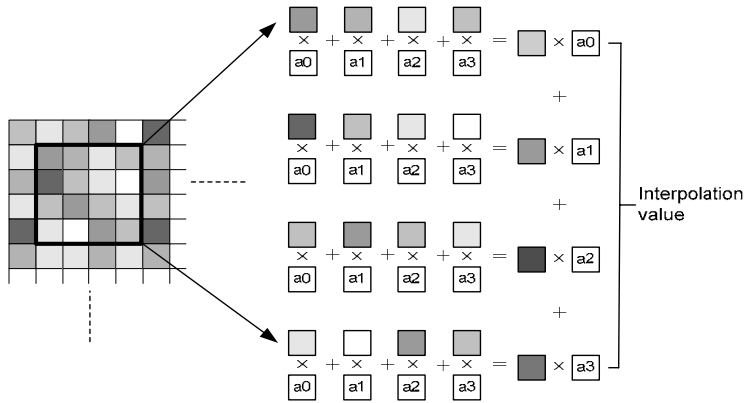 × + × + × + × = × a0
a0 a1 a2 a3
+
× + × + × + × = × a1
a0 a1 a2 a3
+
Interpolation
value
× + × + × + × = × a2
a0 a1 a2 a3
+
× + × + × + × = × a3
a0 a1 a2 a3